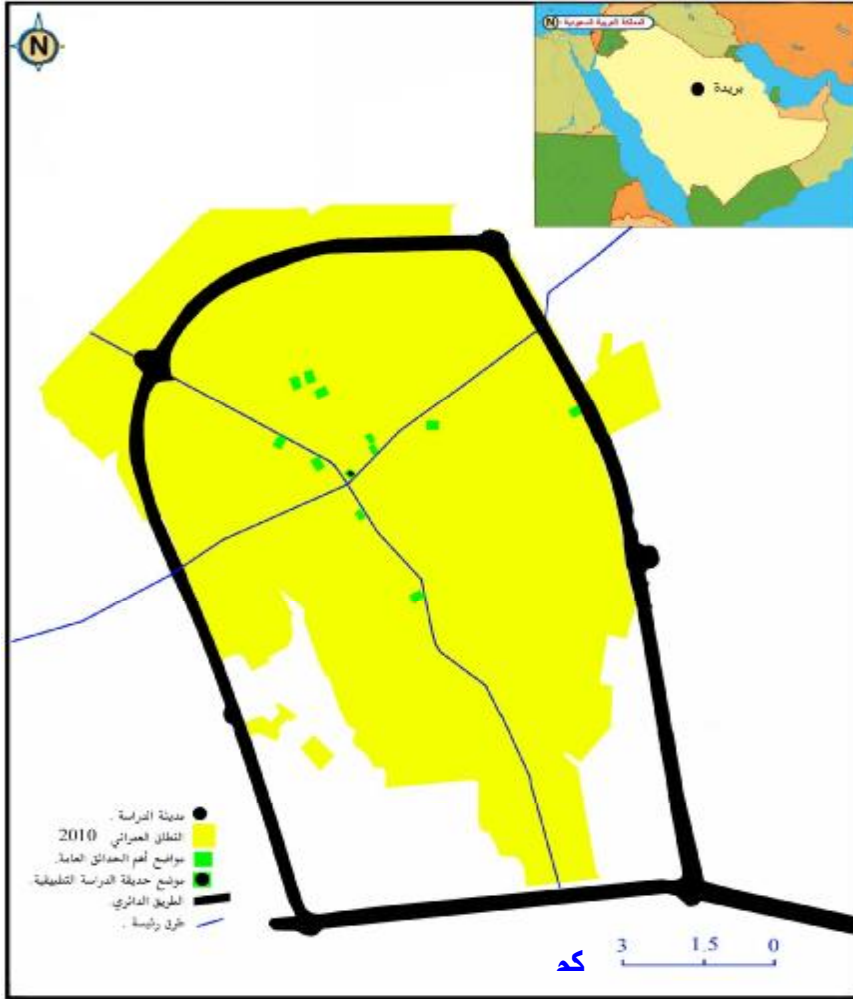 N
N المملكة العربية السعودية
بريدة
مدينة الدراسة .
النطاق العمراني 2010
مواضع أهم الحدائق العامة.
موضع حديقة الدراسة التطبيقية.
الطريق الدائري.
طرق رئيسة .
3 1.5 0
كم